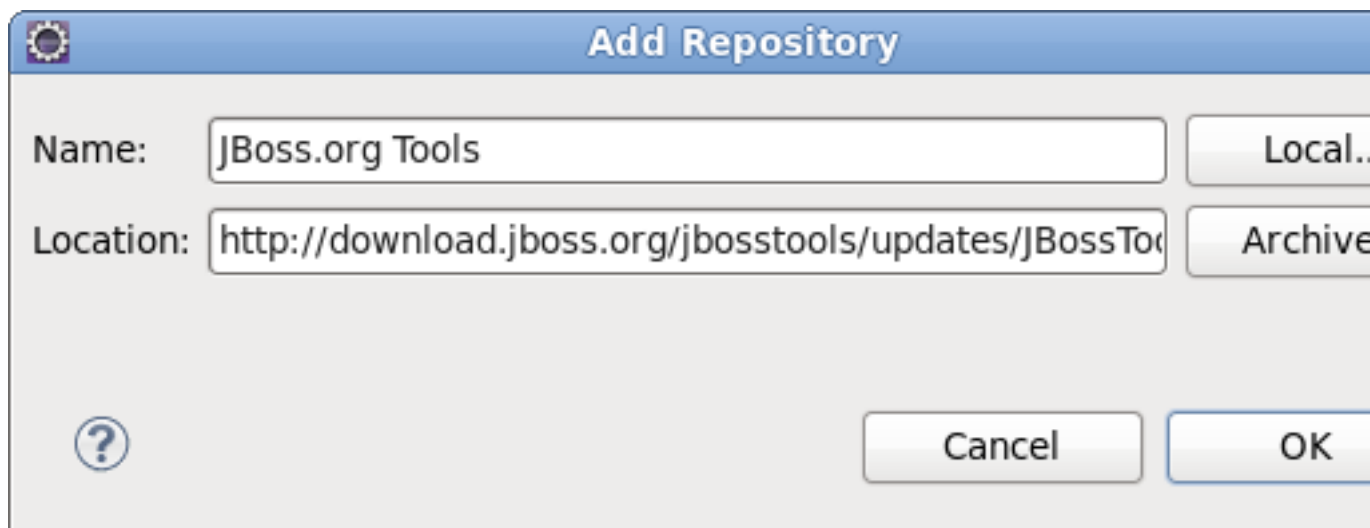 Add Repository
Name: JBoss.org Tools Local..
Location: http://download.jboss.org/jbosstools/updates/JBossToo Archive
? Cancel OK